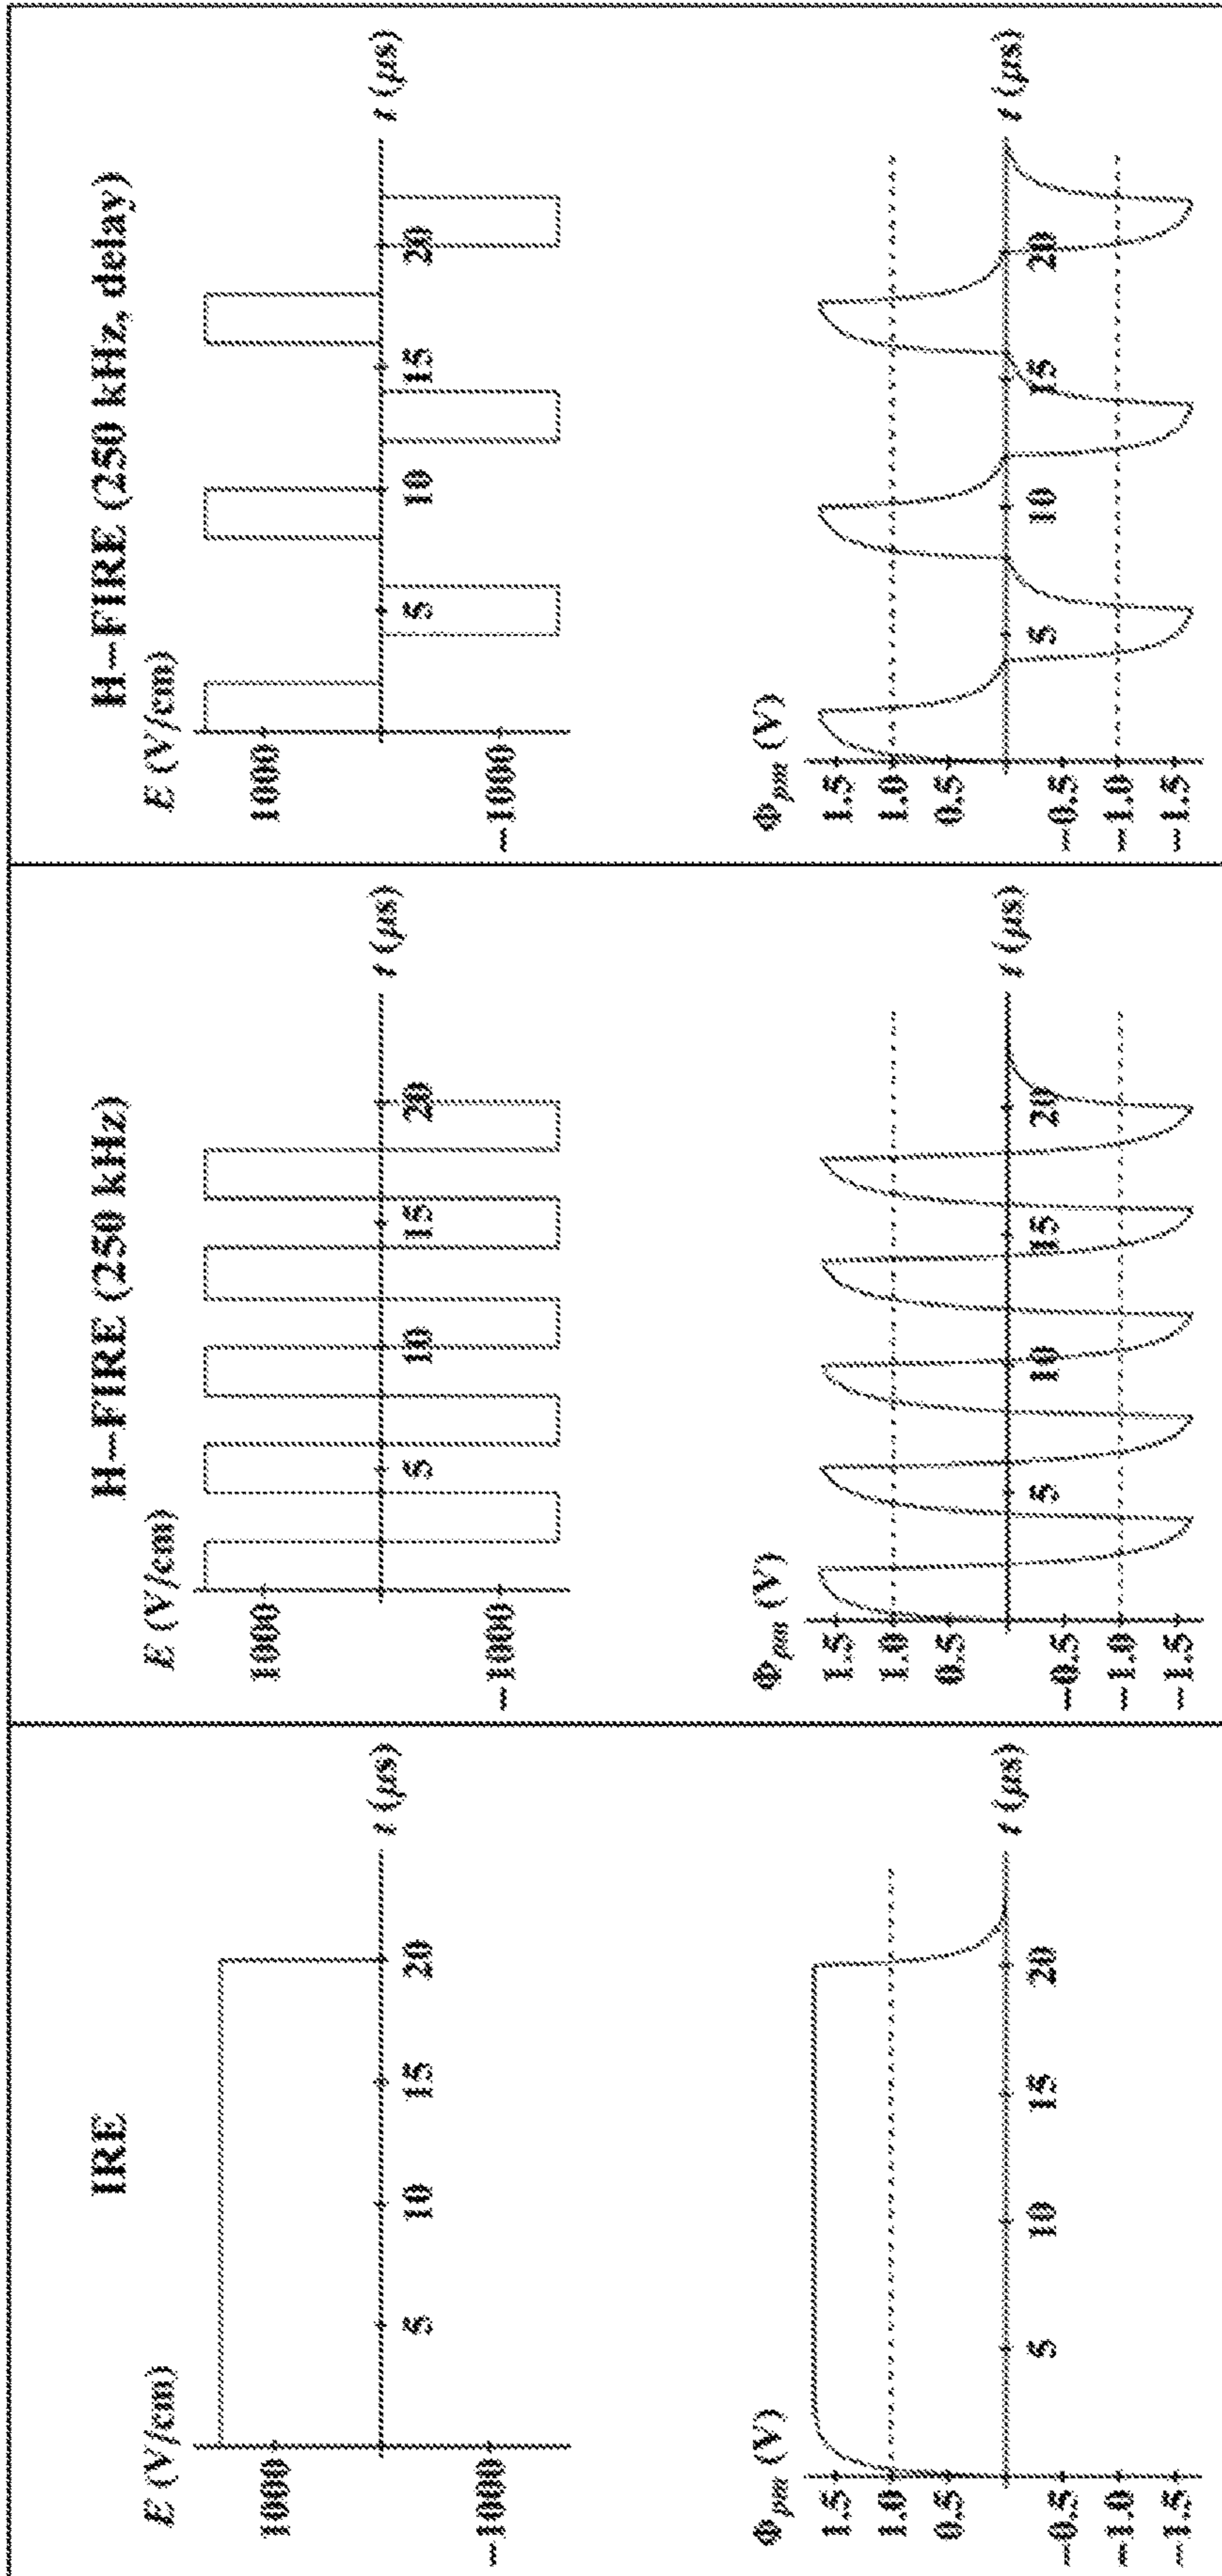 IRE
E (V/cm)
1000
-1000
5 10 15 20
t (μs)
Φpm (V)
1.5
1.0
0.5
-0.5
-1.0
-1.5
5 10 15 20
t (μs)
H-FIRE (250 kHz)
E (V/cm)
1000
-1000
5 10 15 20
t (μs)
Φpm (V)
1.5
1.0
0.5
-0.5
-1.0
-1.5
5 10 15 20
t (μs)
H-FIRE (250 kHz, delay)
E (V/cm)
1000
-1000
5 10 15 20
t (μs)
Φpm (V)
1.5
1.0
0.5
-0.5
-1.0
-1.5
5 10 15 20
t (μs)